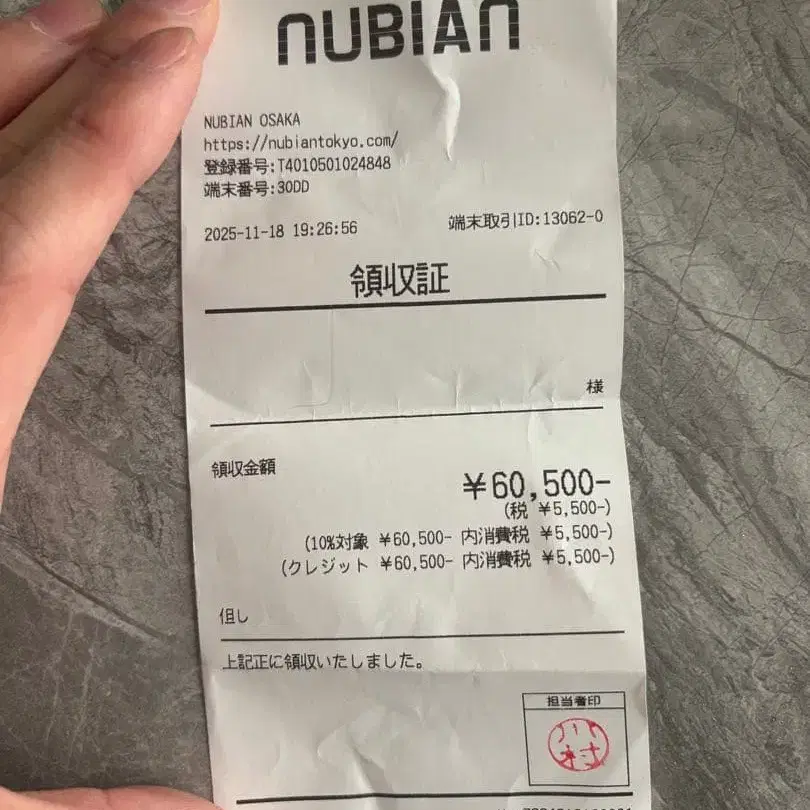 NUBIAN
NUBIAN OSAKA
https://nubiantokyo.com/
登録番号:T4010501024848
端末番号:30DD
2025-11-18 19:26:56 端末取引ID:13062-0
領収証
様
領収金額
¥60,500-
(税 ¥5,500-)
(10%対象 ¥60,500- 内消費税 ¥5,500-)
(クレジット ¥60,500- 内消費税 ¥5,500-)
但し
上記正に領収いたしました。
担当者印
川村